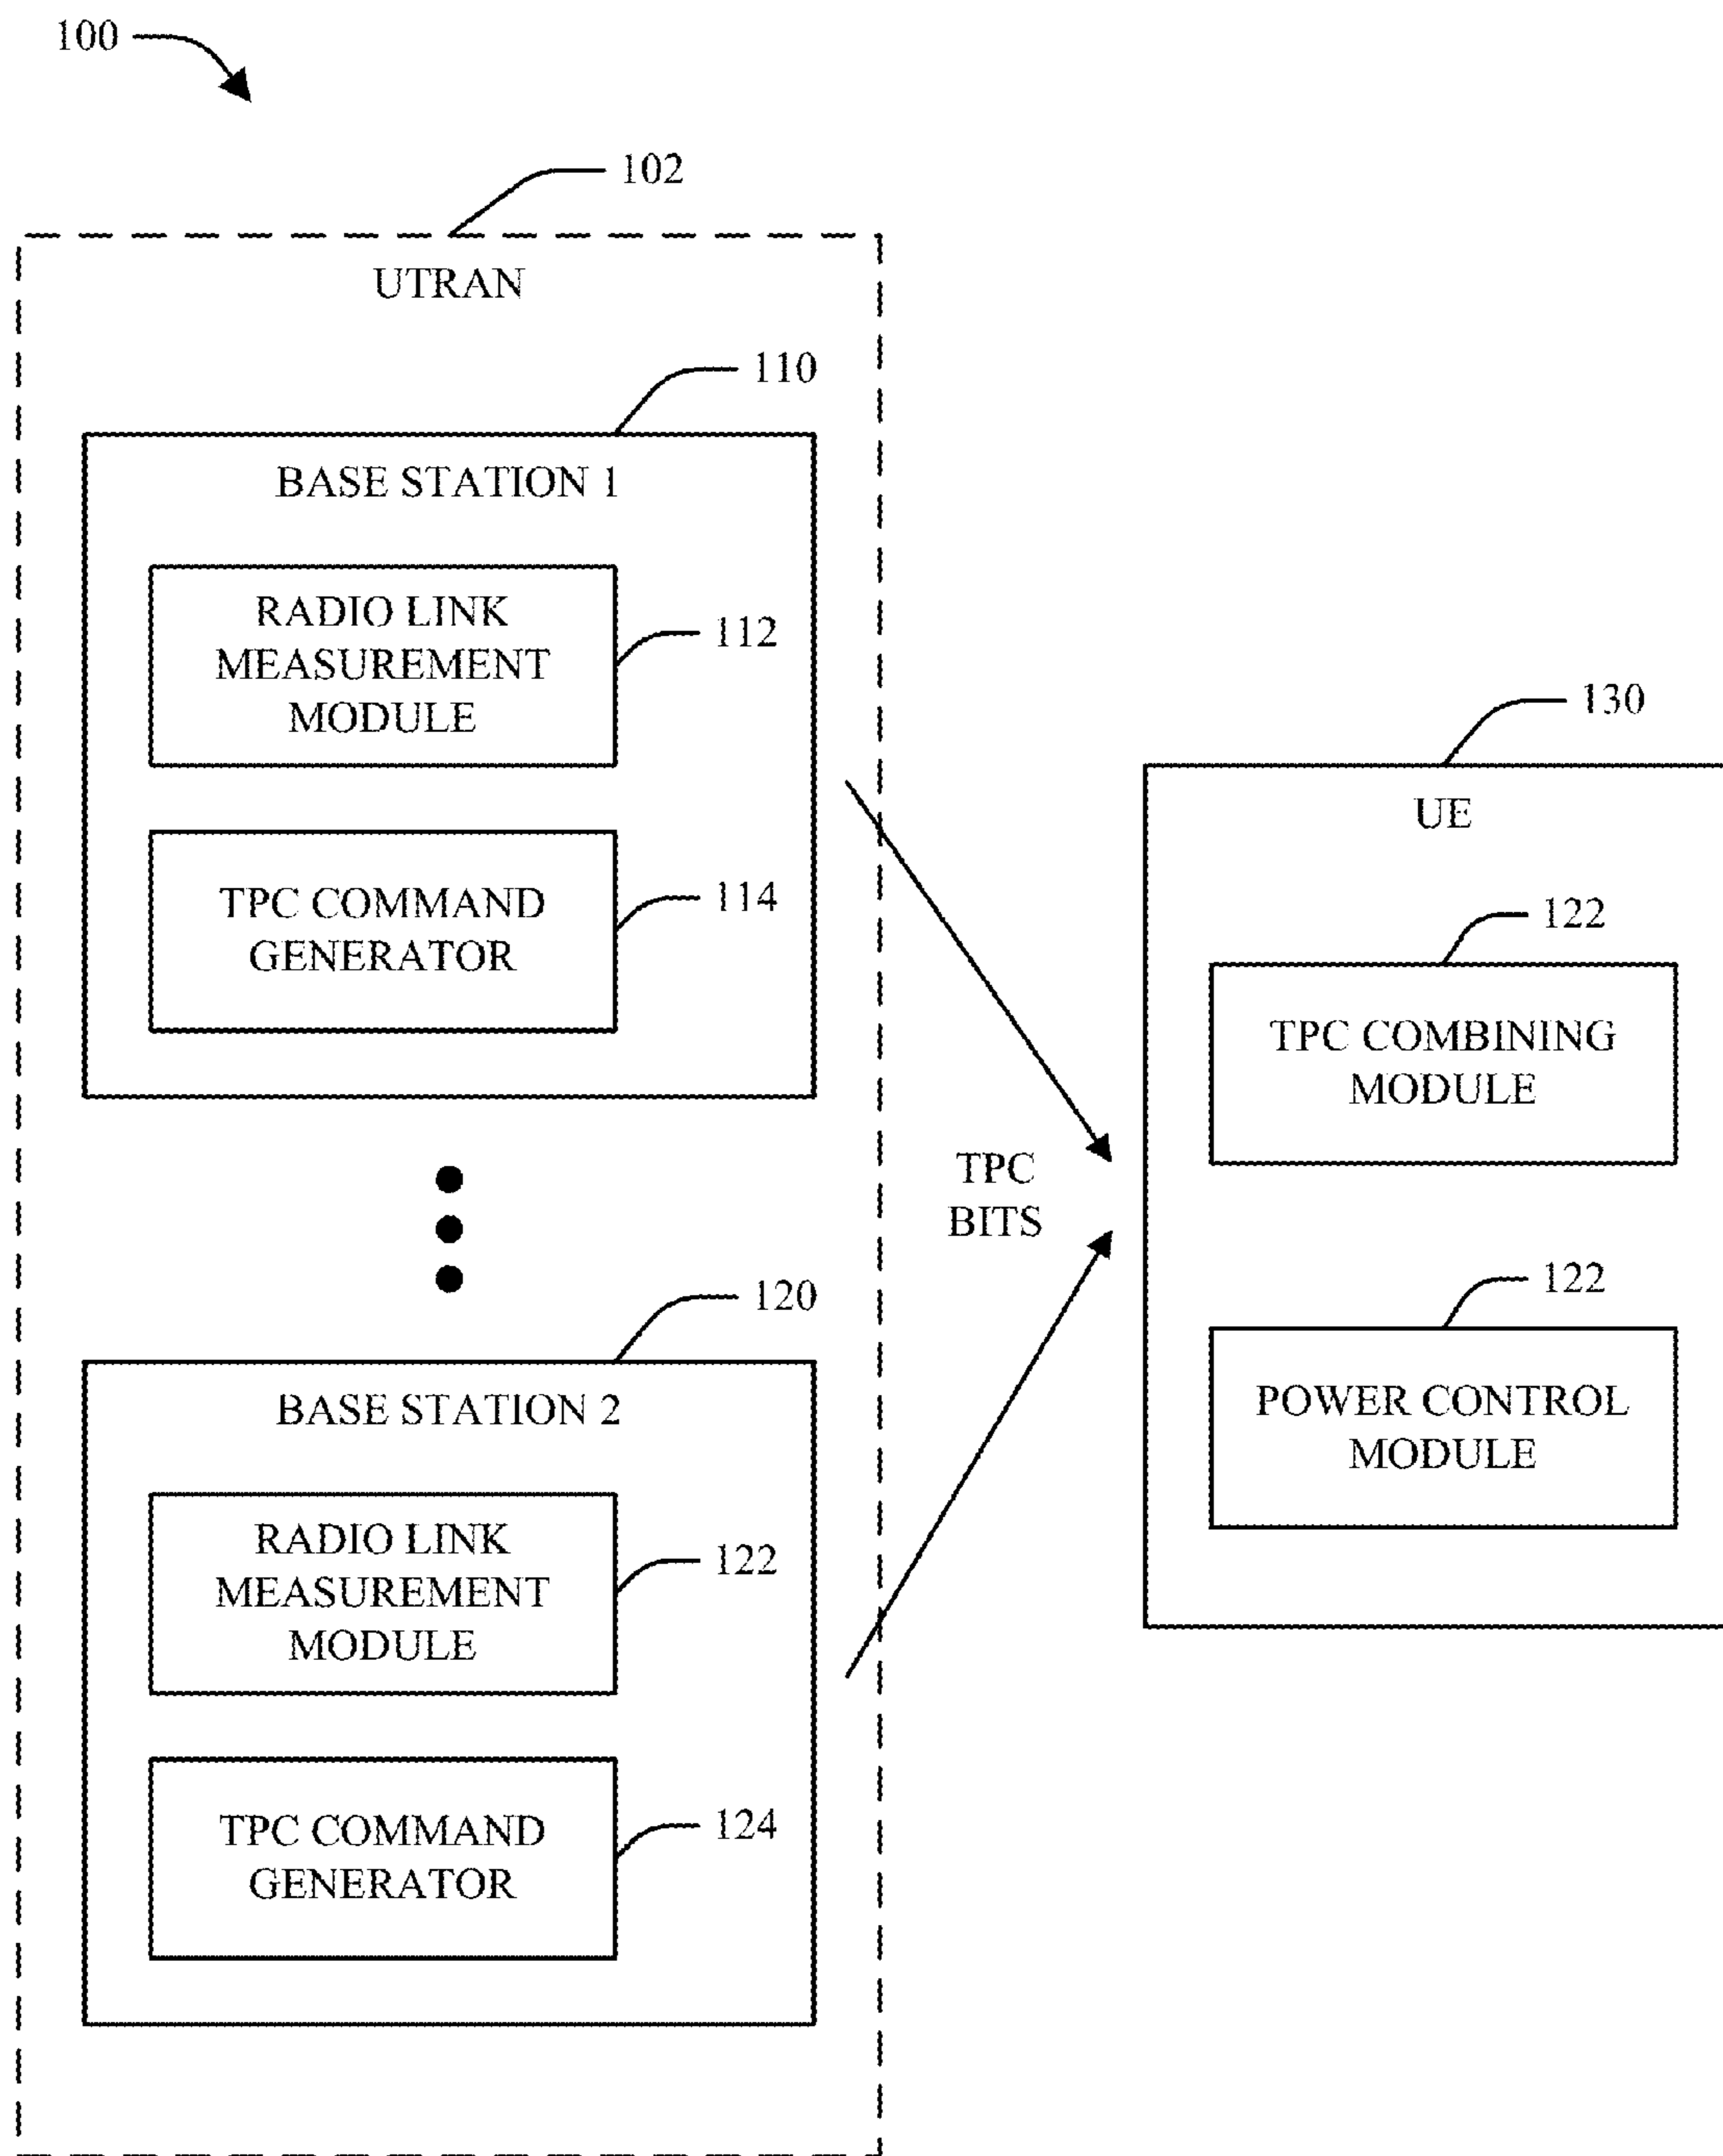 100
102
UTRAN
110
BASE STATION 1
RADIO LINK
MEASUREMENT
MODULE
112
TPC COMMAND
GENERATOR
114
120
BASE STATION 2
RADIO LINK
MEASUREMENT
MODULE
122
TPC COMMAND
GENERATOR
124
TPC
BITS
130
UE
122
TPC COMBINING
MODULE
122
POWER CONTROL
MODULE